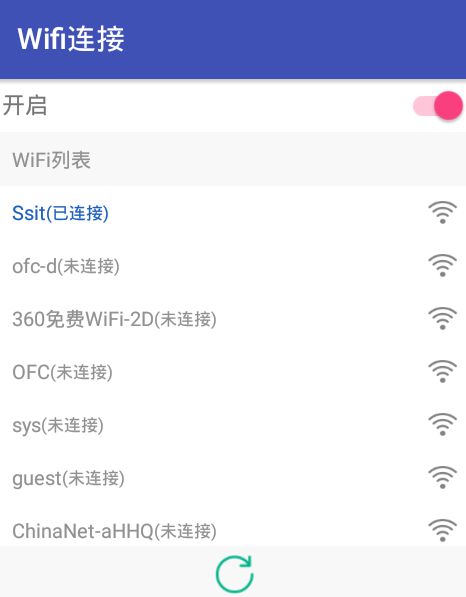 Wifi连接
开启
WiFi列表
Ssit(已连接)
ofc-d(未连接)
360免费WiFi-2D(未连接)
OFC(未连接)
sys(未连接)
guest(未连接)
ChinaNet-aHHQ(未连接)